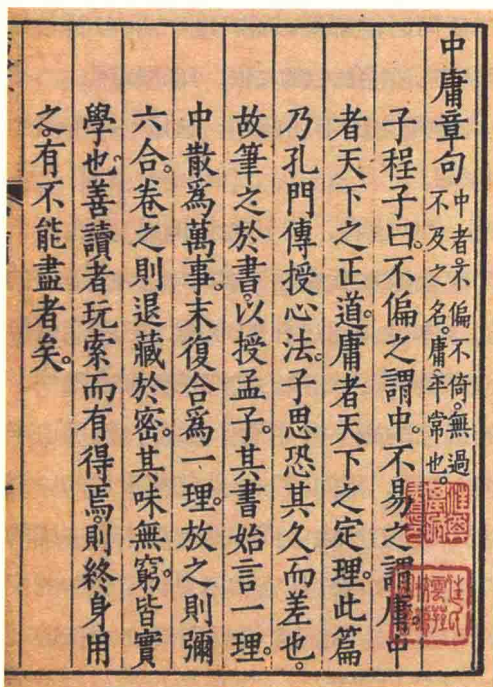 中庸章句中者。不偏不倚。無過
不及之名。庸。平常也。
子程子曰。不偏之謂中。不易之謂庸。中
者天下之正道。庸者天下之定理。此篇
乃孔門傳授心法。子思恐其久而差也。
故筆之於書。以授孟子。其書始言一理。
中散爲萬事。末復合爲一理。放之則彌
六合。卷之則退藏於密。其味無窮。皆實
學也。善讀者玩索而有得焉。則終身用
之。有不能盡者矣。